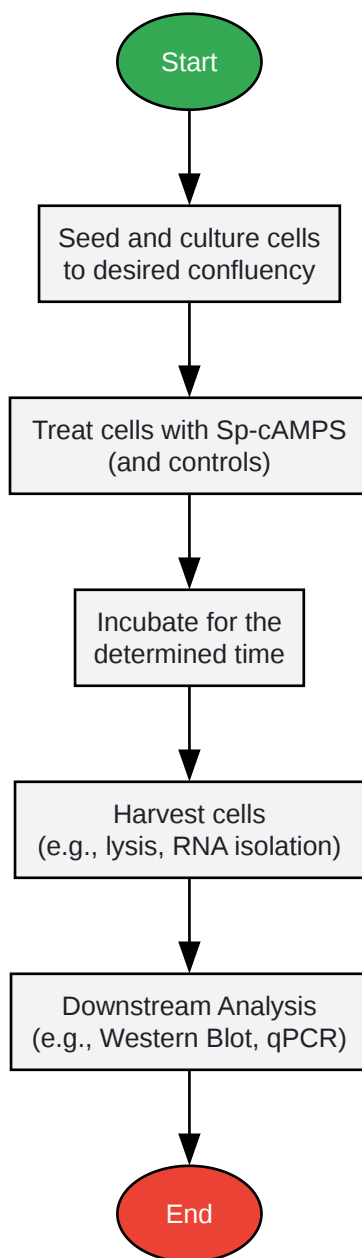 Start
Seed and culture cells
to desired confluency
Treat cells with Sp-cAMPS
(and controls)
Incubate for the
determined time
Harvest cells
(e.g., lysis, RNA isolation)
Downstream Analysis
(e.g., Western Blot, qPCR)
End